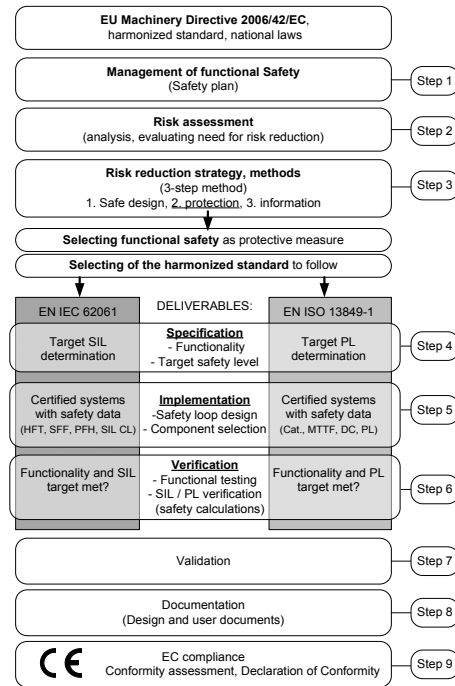 EU Machinery Directive 2006/42/EC,
harmonized standard, national laws
Management of functional Safety
(Safety plan)
Step 1
Risk assessment
(analysis, evaluating need for risk reduction)
Step 2
Risk reduction strategy, methods
(3-step method)
1. Safe design, 2. protection, 3. information
Step 3
Selecting functional safety as protective measure
Selecting of the harmonized standard to follow
EN IEC 62061
DELIVERABLES:
EN ISO 13849-1
Target SIL
determination
Specification
- Functionality
- Target safety level
Target PL
determination
Step 4
Certified systems
with safety data
(HFT, SFF, PFH, SIL CL)
Implementation
-Safety loop design
- Component selection
Certified systems
with safety data
(Cat., MTTF, DC, PL)
Step 5
Functionality and SIL
target met?
Verification
- Functional testing
- SIL / PL verification
(safety calculations)
Functionality and PL
target met?
Step 6
Validation
Step 7
Documentation
(Design and user documents)
Step 8
CE
EC compliance
Conformity assessment, Declaration of Conformity
Step 9